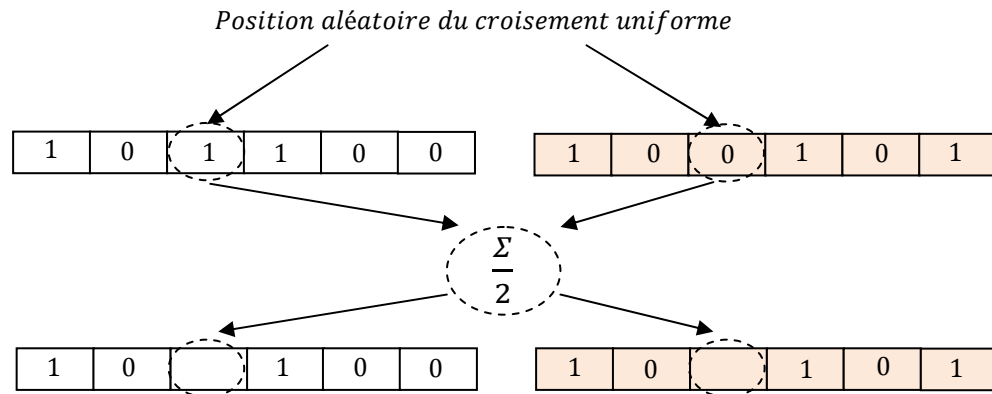 Position aléatoire du croisement uniforme
1 0 1 1 0 0
1 0 0 1 0 1
Σ
2
1 0 1 0 0
1 0 1 0 1